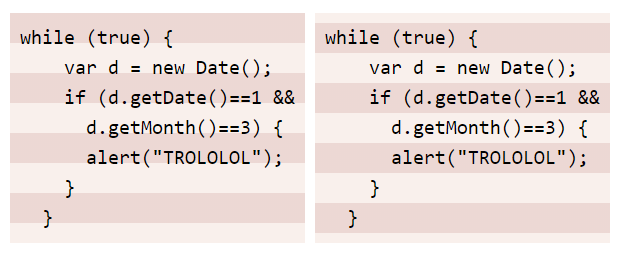 while (true) {
    var d = new Date();
    if (d.getDate()==1 &&
      d.getMonth()==3) {
      alert("TROLOLOL");
    }
  }
while (true) {
    var d = new Date();
    if (d.getDate()==1 &&
      d.getMonth()==3) {
      alert("TROLOLOL");
    }
  }